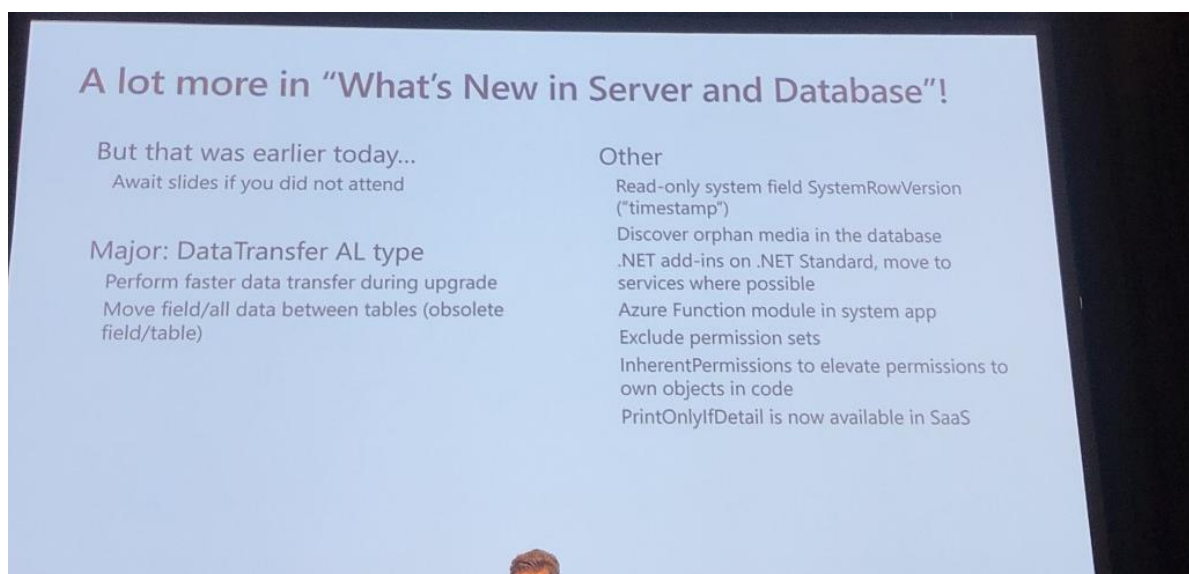 A lot more in “What’s New in Server and Database”!
But that was earlier today...
Await slides if you did not attend
Major: DataTransfer AL type
Perform faster data transfer during upgrade
Move field/all data between tables (obsolete
field/table)
Other
Read-only system field SystemRowVersion
("timestamp")
Discover orphan media in the database
.NET add-ins on .NET Standard, move to
services where possible
Azure Function module in system app
Exclude permission sets
InherentPermissions to elevate permissions to
own objects in code
PrintOnlyIfDetail is now available in SaaS